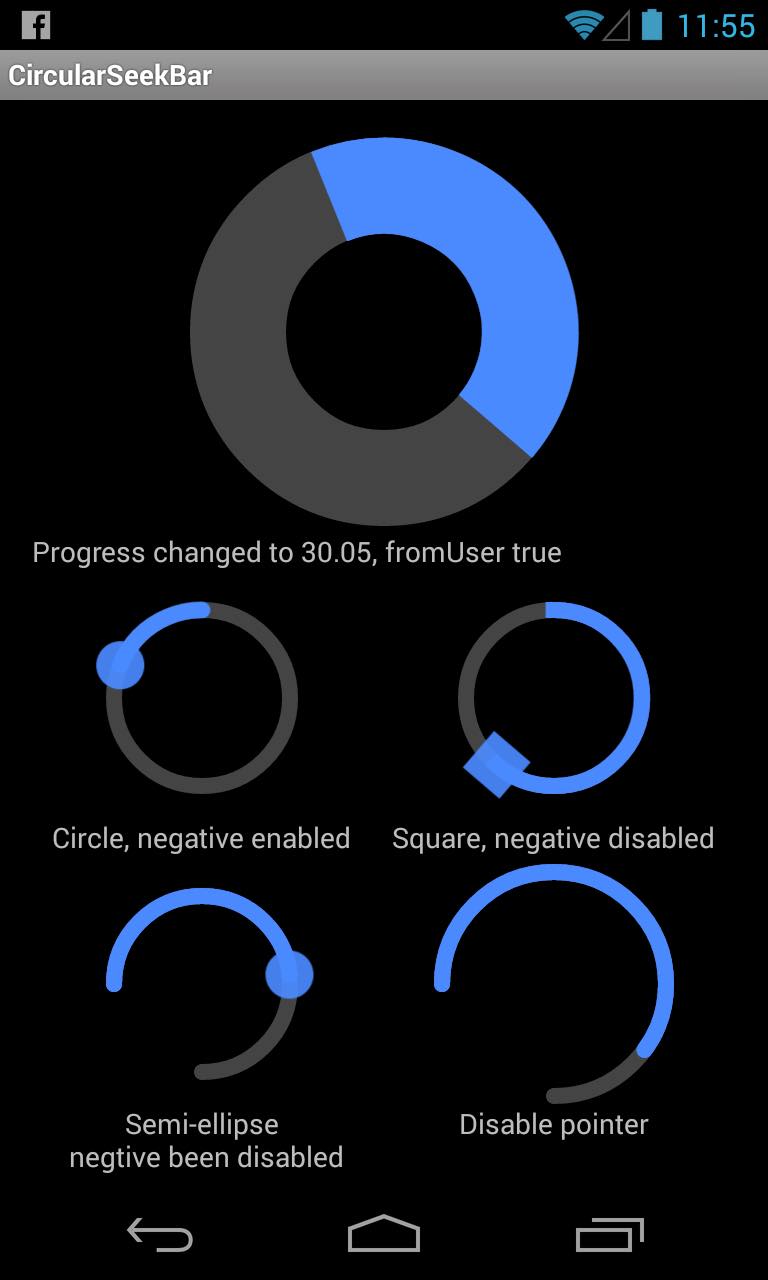 11:55
CircularSeekBar
Progress changed to 30.05, fromUser true
Circle, negative enabled
Square, negative disabled
Semi-ellipse
negtive been disabled
Disable pointer